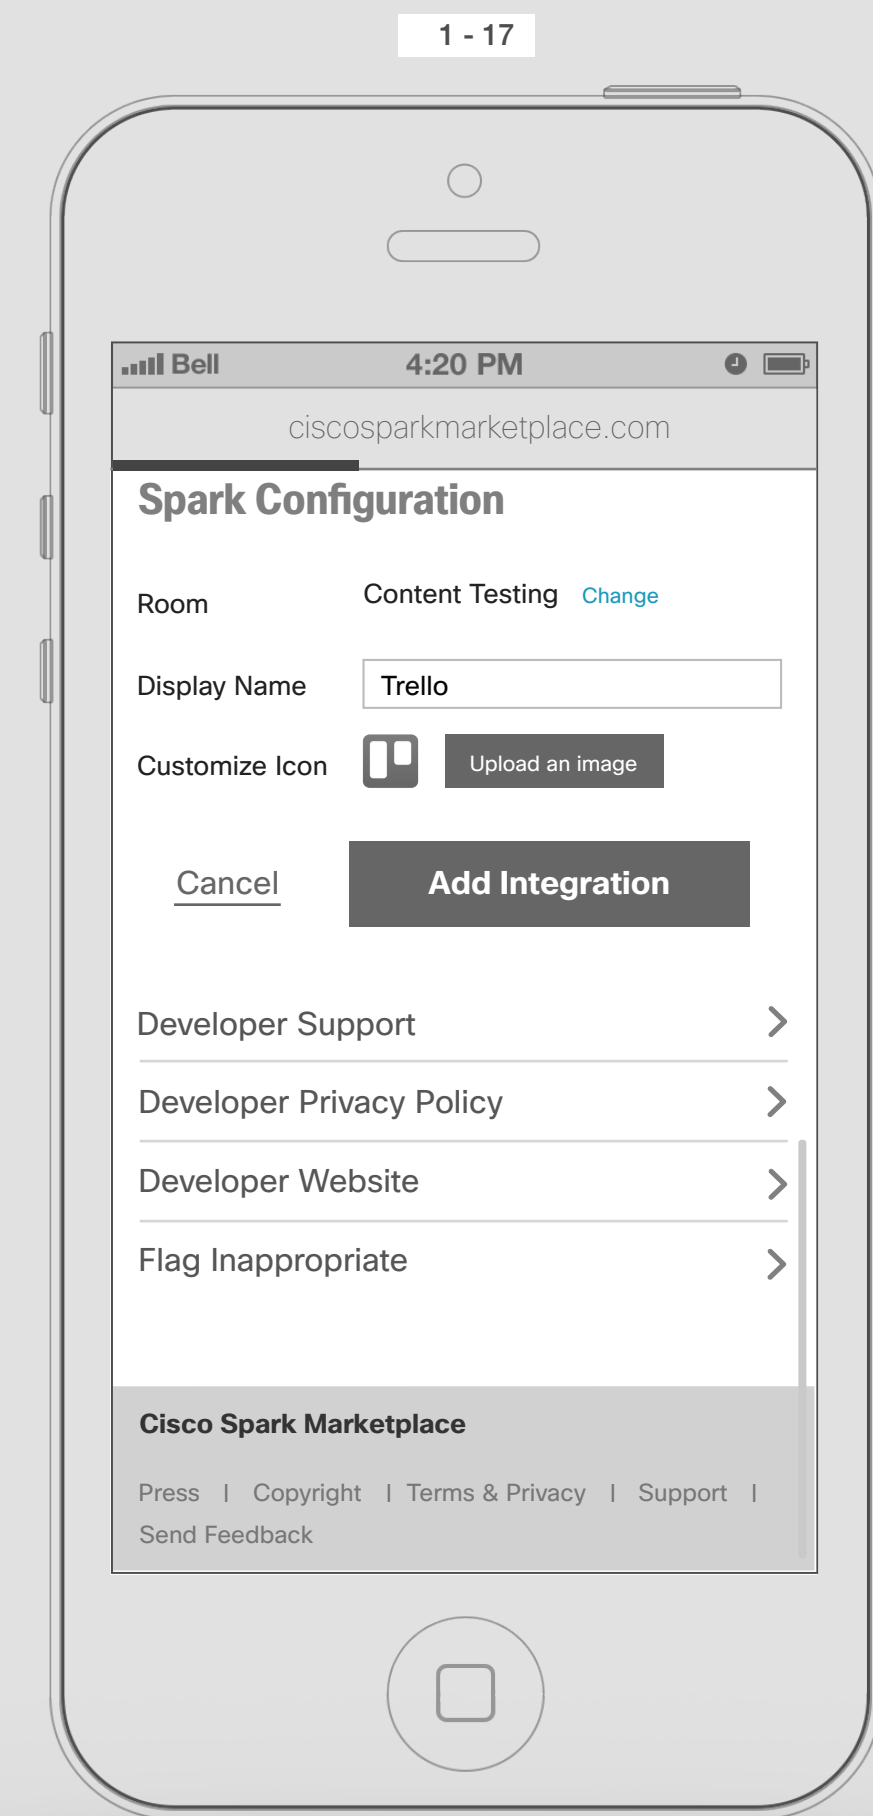 1 - 17
Bell 4:20 PM
ciscosparkmarketplace.com
Spark Configuration
Room Content Testing Change
Display Name Trello
Customize Icon Upload an image
Cancel Add Integration
Developer Support
Developer Privacy Policy
Developer Website
Flag Inappropriate
Cisco Spark Marketplace
Press | Copyright | Terms & Privacy | Support |
Send Feedback